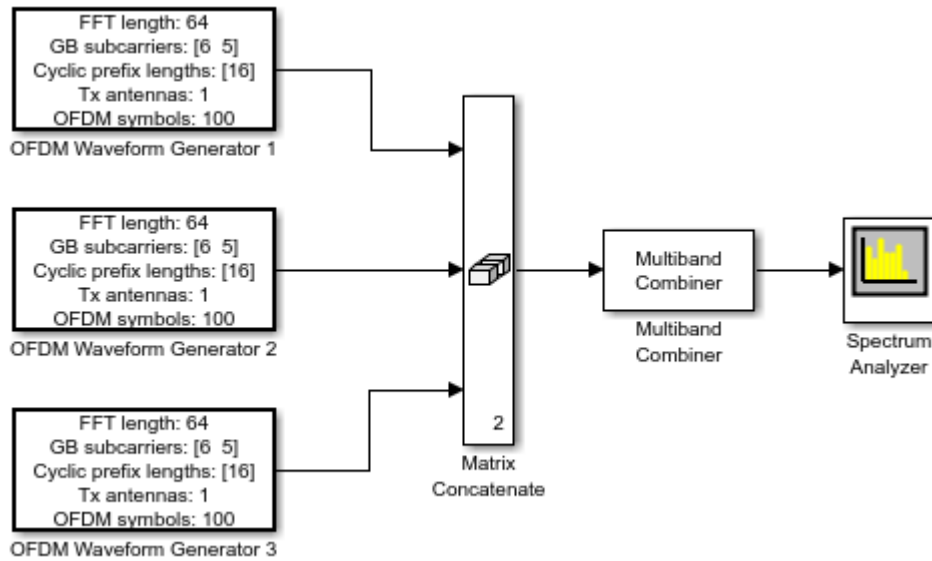 FFT length: 64
GB subcarriers: [6 5]
Cyclic prefix lengths: [16]
Tx antennas: 1
OFDM symbols: 100
OFDM Waveform Generator 1
FFT length: 64
GB subcarriers: [6 5]
Cyclic prefix lengths: [16]
Tx antennas: 1
OFDM symbols: 100
OFDM Waveform Generator 2
FFT length: 64
GB subcarriers: [6 5]
Cyclic prefix lengths: [16]
Tx antennas: 1
OFDM symbols: 100
OFDM Waveform Generator 3
2
Matrix
Concatenate
Multiband
Combiner
Multiband
Combiner
Spectrum
Analyzer